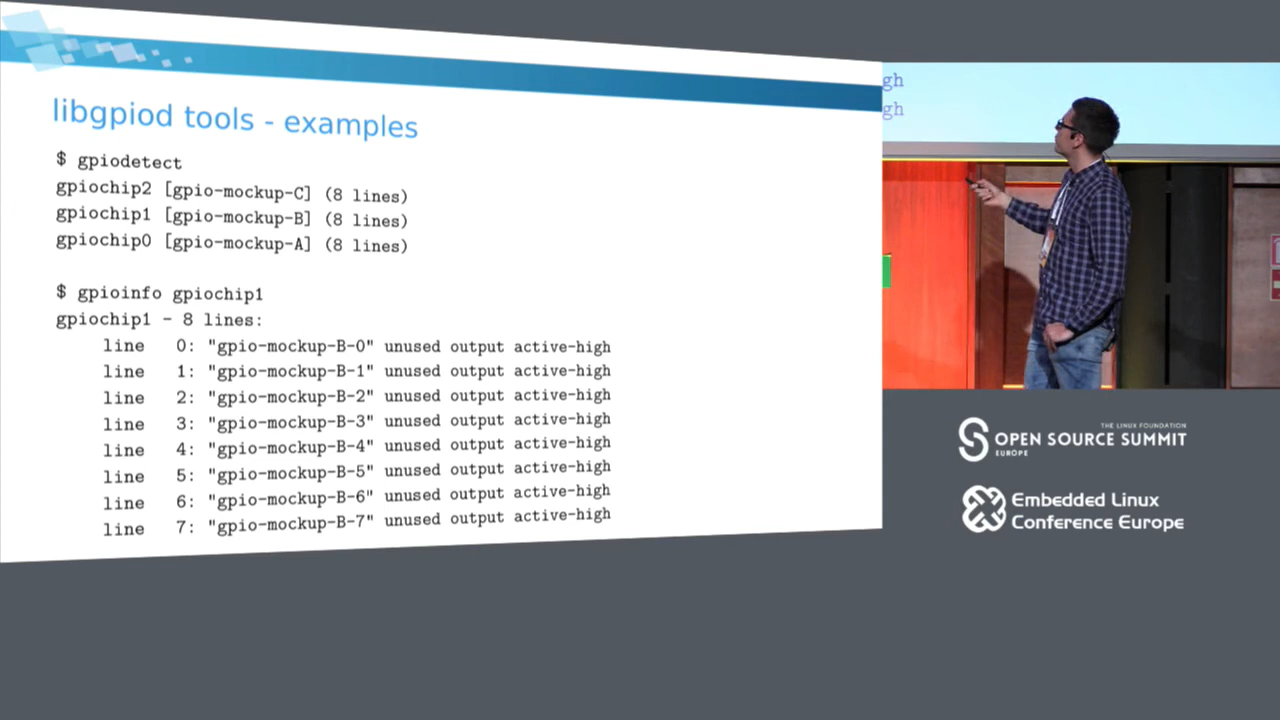 libgpiod tools - examples
$ gpiodetect
gpiochip2 [gpio-mockup-C] (8 lines)
gpiochip1 [gpio-mockup-B] (8 lines)
gpiochip0 [gpio-mockup-A] (8 lines)
$ gpioinfo gpiochip1
gpiochip1 - 8 lines:
line 0: "gpio-mockup-B-0" unused output active-high
line 1: "gpio-mockup-B-1" unused output active-high
line 2: "gpio-mockup-B-2" unused output active-high
line 3: "gpio-mockup-B-3" unused output active-high
line 4: "gpio-mockup-B-4" unused output active-high
line 5: "gpio-mockup-B-5" unused output active-high
line 6: "gpio-mockup-B-6" unused output active-high
line 7: "gpio-mockup-B-7" unused output active-high
gh
gh
THE LINUX FOUNDATION
OPEN SOURCE SUMMIT
EUROPE
Embedded Linux
Conference Europe